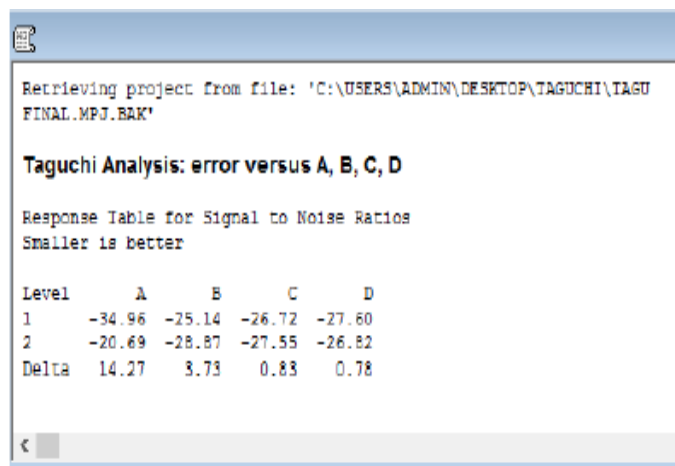 Retrieving project from file: 'C:\USERS\ADMIN\DESKTOP\TAGUCHI\TAGU
FINAL.MPJ.BAK'
Taguchi Analysis: error versus A, B, C, D
Response Table for Signal to Noise Ratios
Smaller is better
Level A B C D
1 -34.96 -25.14 -26.72 -27.60
2 -20.69 -28.87 -27.55 -26.82
Delta 14.27 3.73 0.83 0.78